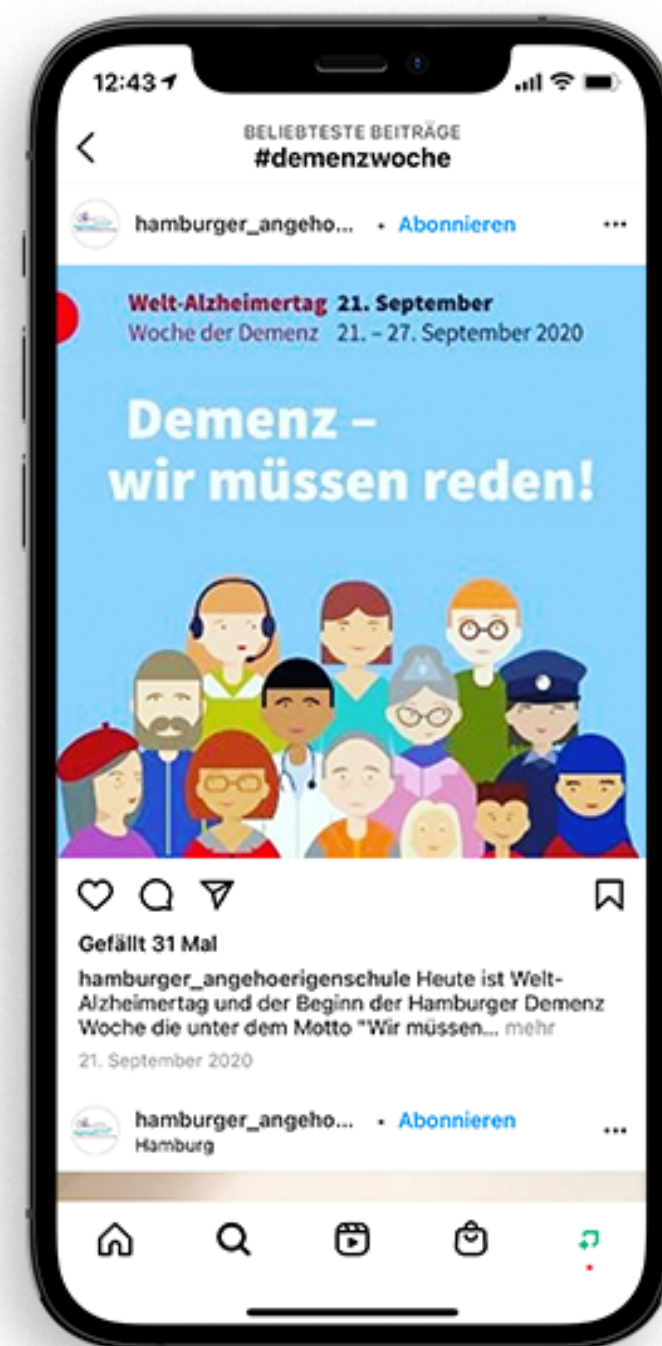 12:43
BELIEBTESTE BEITRÄGE
#demenzwoche
hamburger_angeho... • Abonnieren
Welt-Alzheimertag 21. September
Woche der Demenz 21. – 27. September 2020
Demenz –
wir müssen reden!
Gefällt 31 Mal
hamburger_angehoerigenschule Heute ist Welt-
Alzheimertag und der Beginn der Hamburger Demenz
Woche die unter dem Motto "Wir müssen... mehr
21. September 2020
hamburger_angeho... • Abonnieren
Hamburg